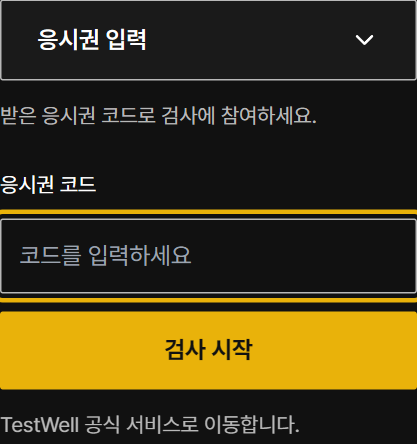 응시권 입력
받은 응시권 코드로 검사에 참여하세요.
응시권 코드
코드를 입력하세요
검사 시작
TestWell 공식 서비스로 이동합니다.